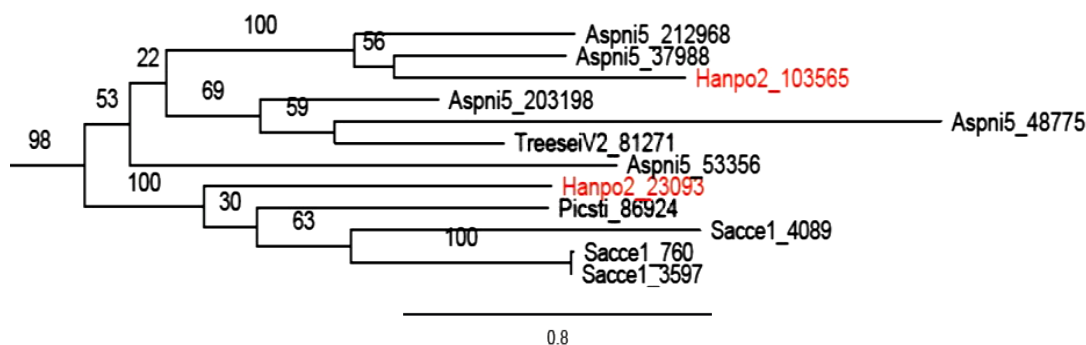 100
Aspni5_212968
56
Aspni5_37988
22
Hanpo2_103565
69
Aspni5_203198
53
59
Aspni5_48775
98
TreeseiV2_81271
Aspni5_53356
100
Hanpo2_23093
30
Picsti_86924
63
Sacce1_4089
100
Sacce1_760
Sacce1_3597
0.8